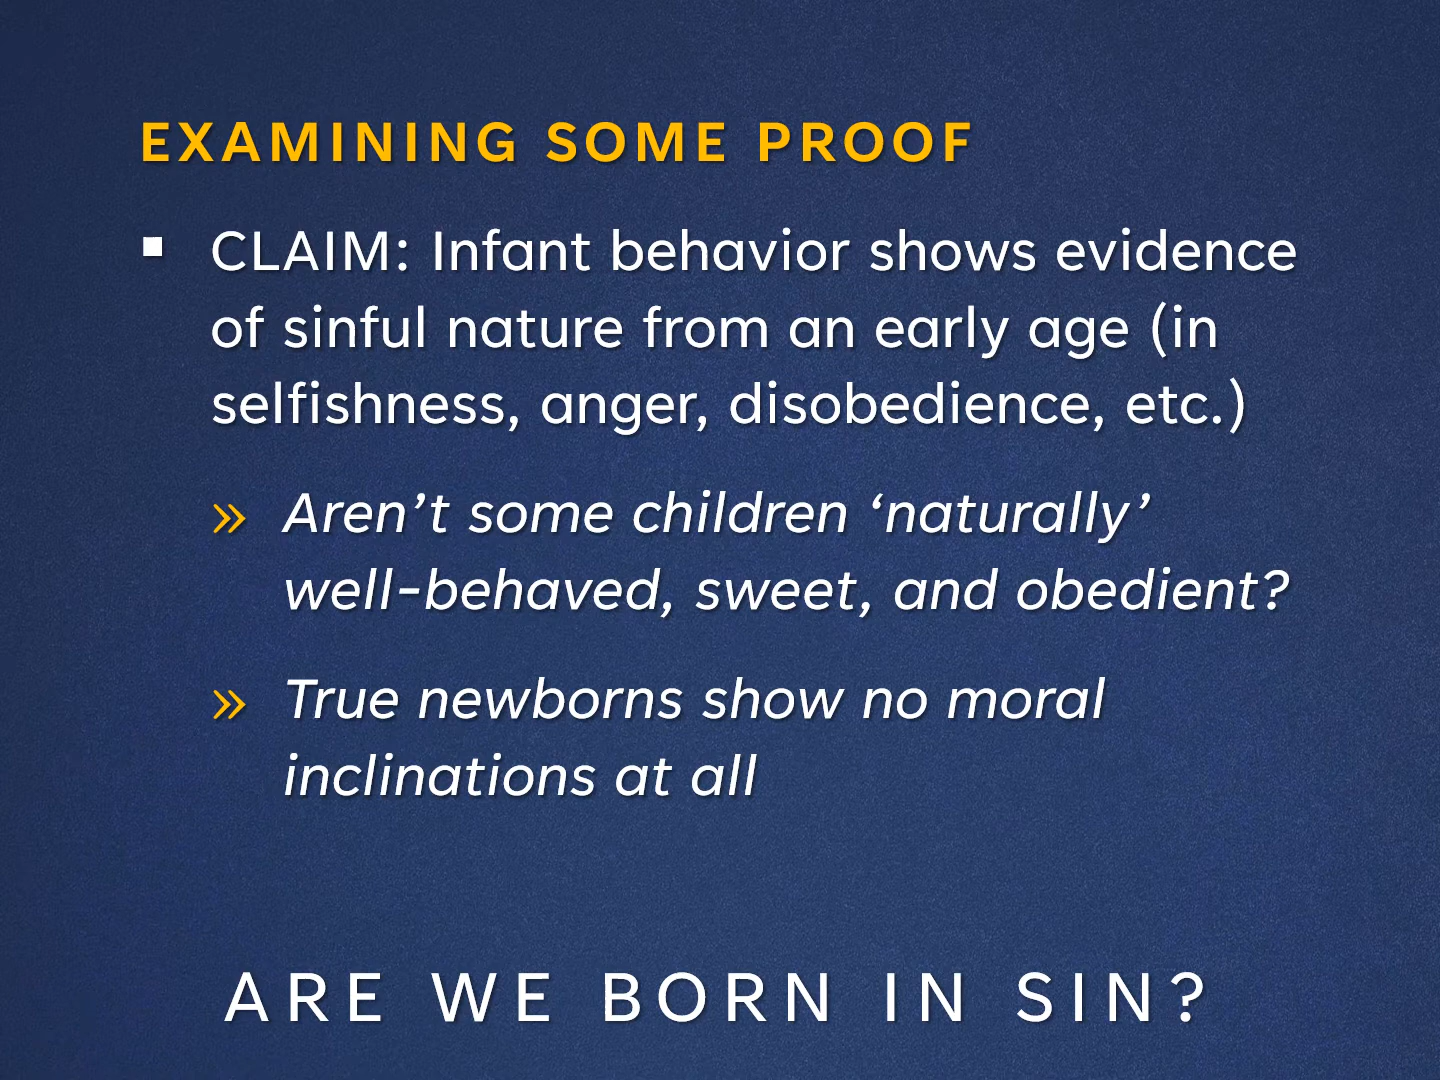 EXAMINING SOME PROOF
▪ CLAIM: Infant behavior shows evidence
of sinful nature from an early age (in
selfishness, anger, disobedience, etc.)
» Aren’t some children ‘naturally’
well-behaved, sweet, and obedient?
» True newborns show no moral
inclinations at all
ARE WE BORN IN SIN?